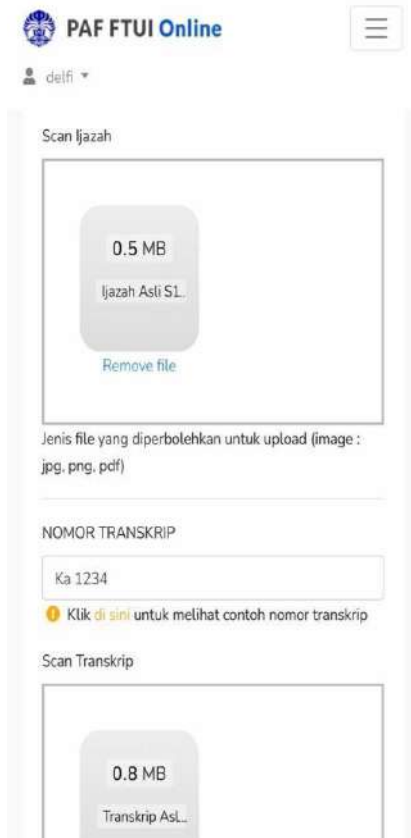 PAF FTUI Online
delfi
Scan Ijazah
0.5 MB
Ijazah Asli S1..
Remove file
Jenis file yang diperbolehkan untuk upload (image :
jpg, png, pdf)
NOMOR TRANSKRIP
Ka 1234
Klik di sini untuk melihat contoh nomor transkrip
Scan Transkrip
0.8 MB
Transkrip Asl...